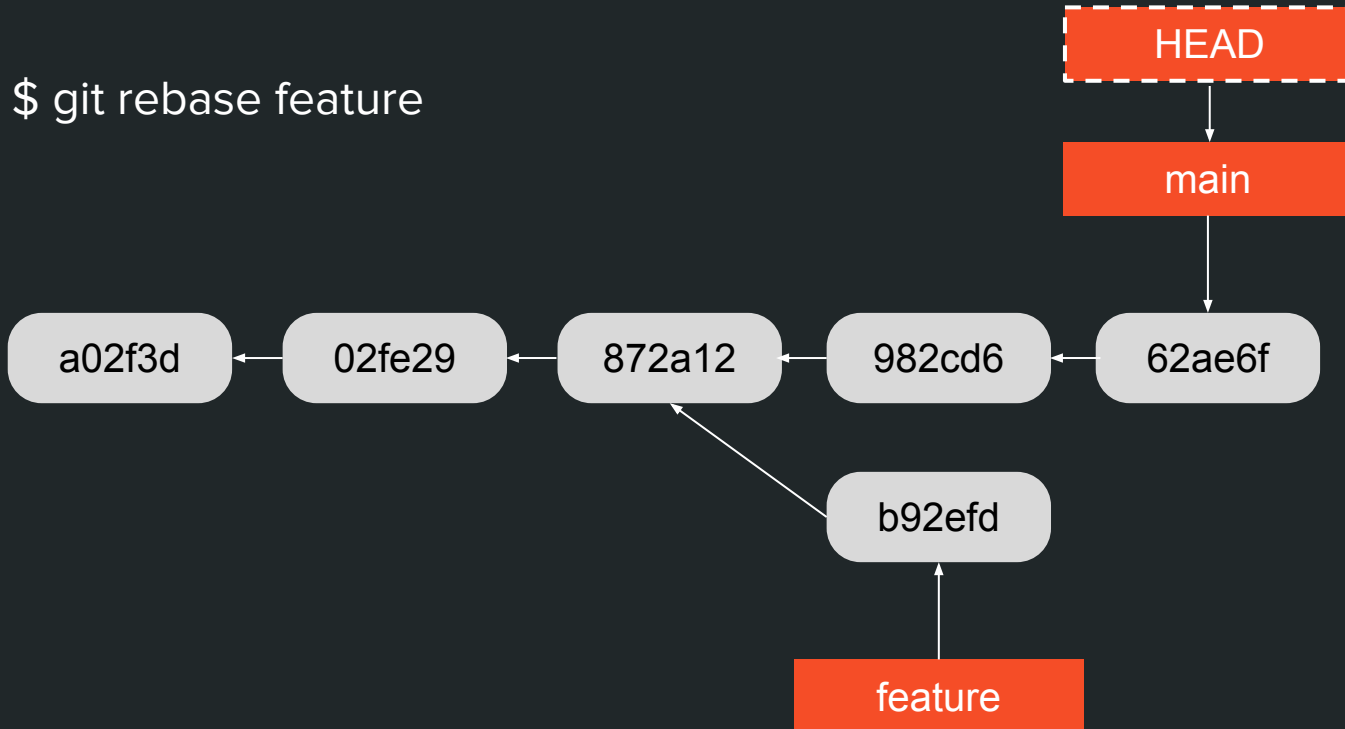 HEAD
$ git rebase feature
main
a02f3d
02fe29
872a12
982cd6
62ae6f
b92efd
feature